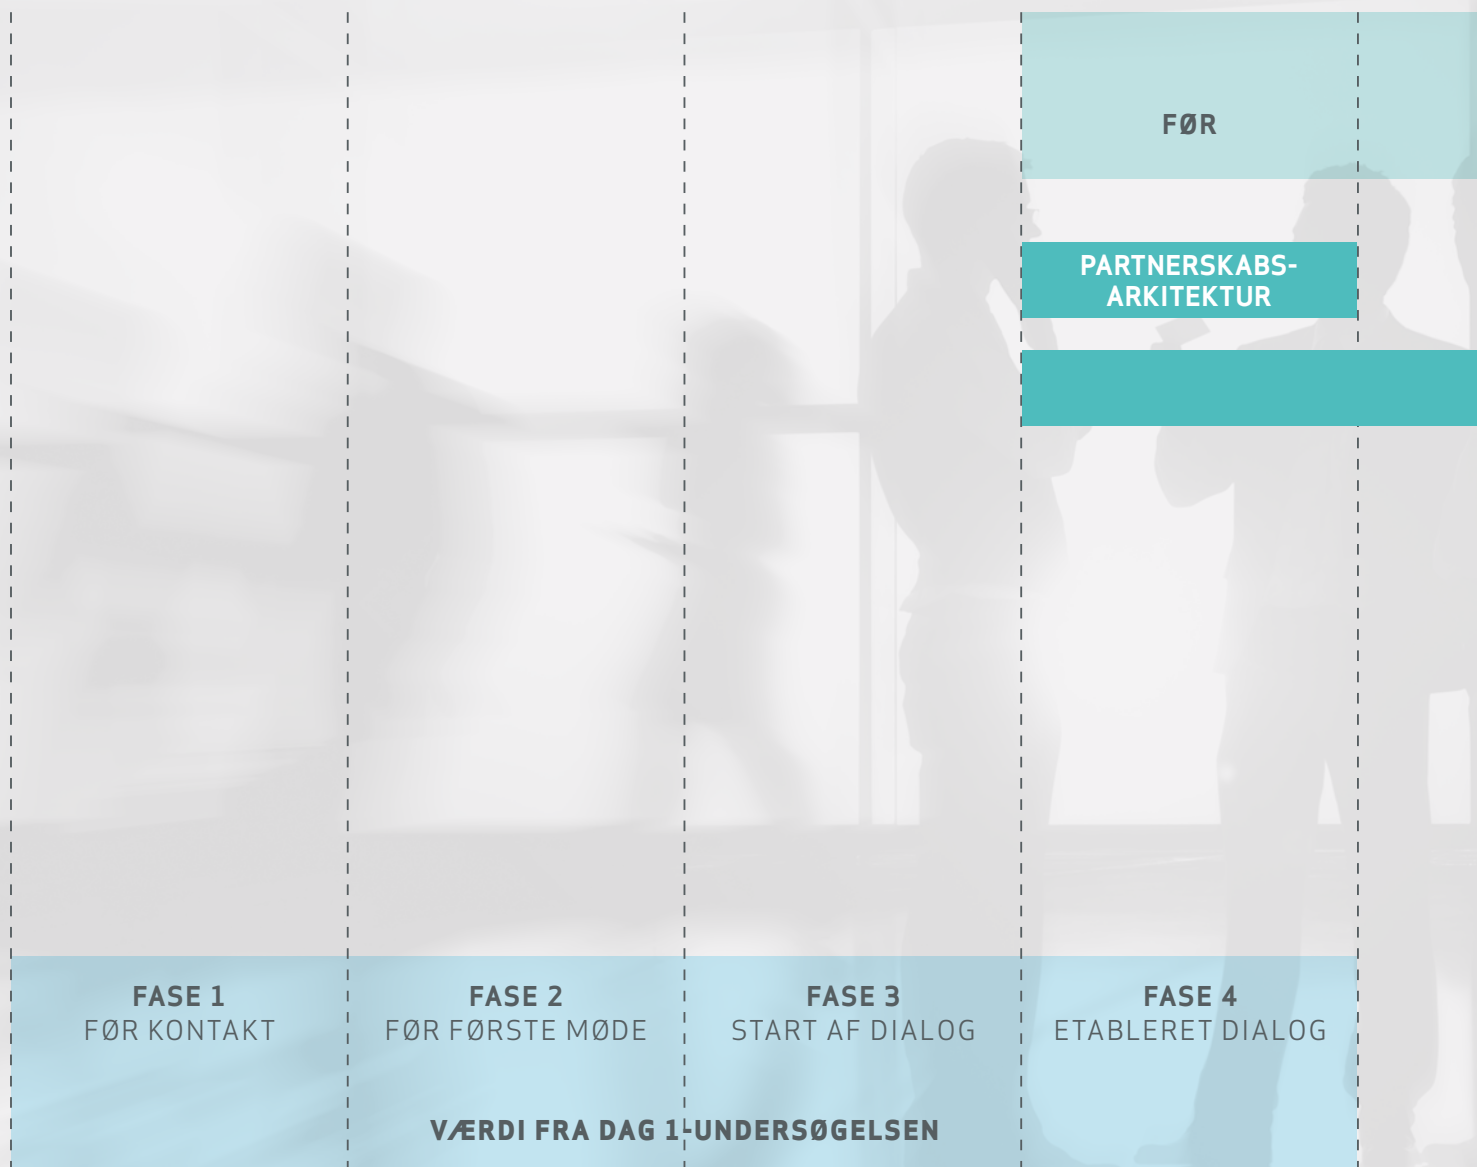 FØR
PARTNERSKABS-
ARKITEKTUR
FASE 1
FØR KONTAKT
FASE 2
FØR FØRSTE MØDE
FASE 3
START AF DIALOG
FASE 4
ETABLERET DIALOG
VÆRDI FRA DAG 1-UNDERSØGELSEN